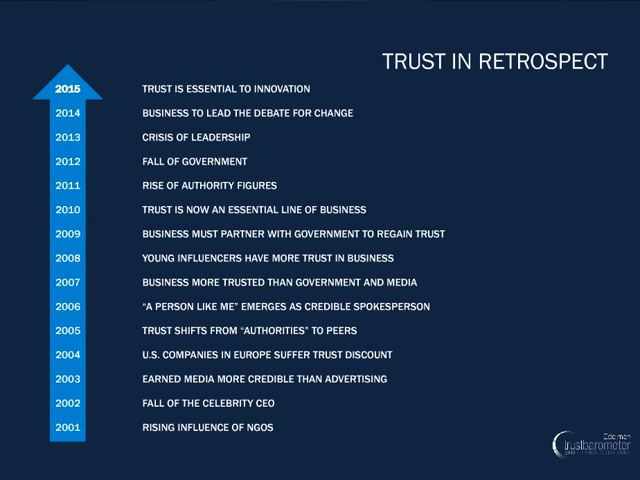 TRUST IN RETROSPECT
2015 TRUST IS ESSENTIAL TO INNOVATION
2014 BUSINESS TO LEAD THE DEBATE FOR CHANGE
2013 CRISIS OF LEADERSHIP
2012 FALL OF GOVERNMENT
2011 RISE OF AUTHORITY FIGURES
2010 TRUST IS NOW AN ESSENTIAL LINE OF BUSINESS
2009 BUSINESS MUST PARTNER WITH GOVERNMENT TO REGAIN TRUST
2008 YOUNG INFLUENCERS HAVE MORE TRUST IN BUSINESS
2007 BUSINESS MORE TRUSTED THAN GOVERNMENT AND MEDIA
2006 “A PERSON LIKE ME” EMERGES AS CREDIBLE SPOKESPERSON
2005 TRUST SHIFTS FROM “AUTHORITIES” TO PEERS
2004 U.S. COMPANIES IN EUROPE SUFFER TRUST DISCOUNT
2003 EARNED MEDIA MORE CREDIBLE THAN ADVERTISING
2002 FALL OF THE CELEBRITY CEO
2001 RISING INFLUENCE OF NGOS
Edelman
trustbarometer